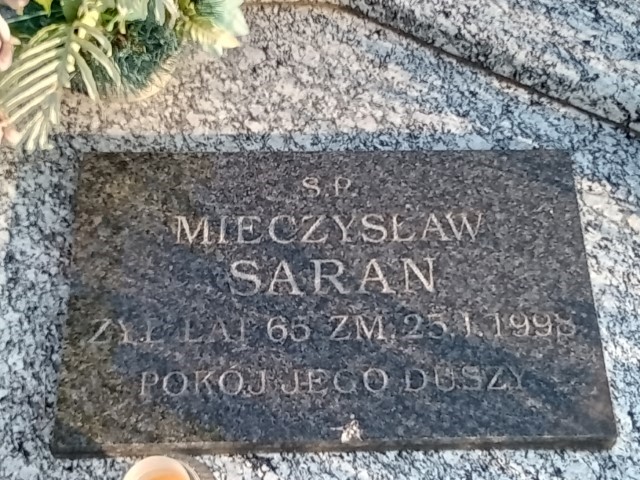 Ś.P.
MIECZYSŁAW
SARAN
ŻYŁ LAT 65 ZM. 25.I.1998
POKÓJ JEGO DUSZY